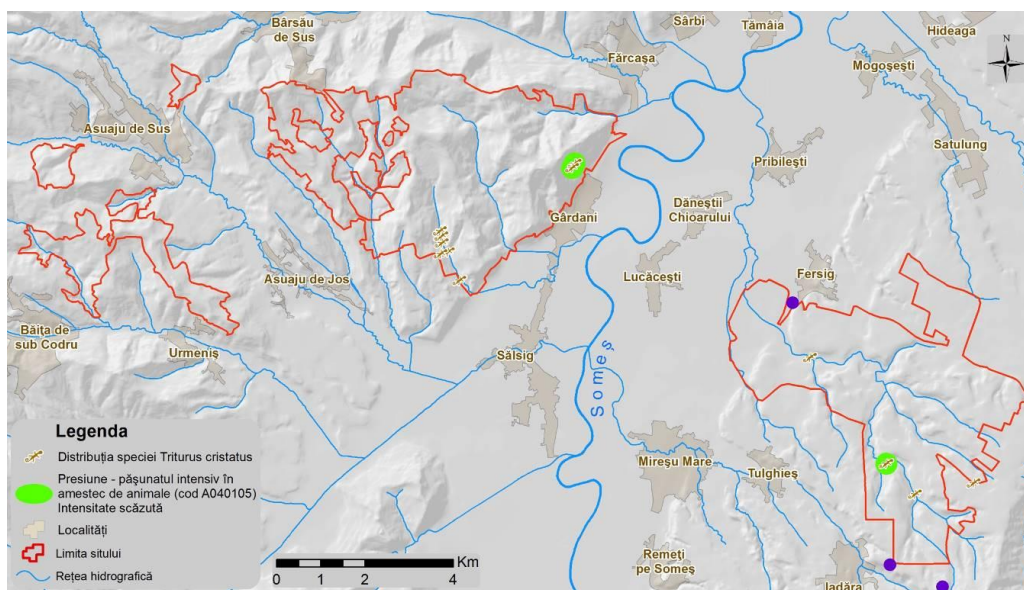 Bârsău
de Sus
Sârbi
Tămâia
Hideaga
Fărcașa
N
Mogoșești
Asuaju de Sus
Satulung
Pribilești
Dăneștii
Chioarului
Gârdani
Asuaju de Jos
Lucăcești
Fersig
Băița de
sub Codru
Urmeniș
Sălsig
Someș
Mireșu Mare
Tulghieș
Remeți
pe Someș
Iadăra
Legenda
Distribuția speciei Triturus cristatus
Presiune - pășunatul intensiv în
amestec de animale (cod A040105)
Intensitate scăzută
Localități
Limita sitului
Rețea hidrografică
Km
0 1 2 4